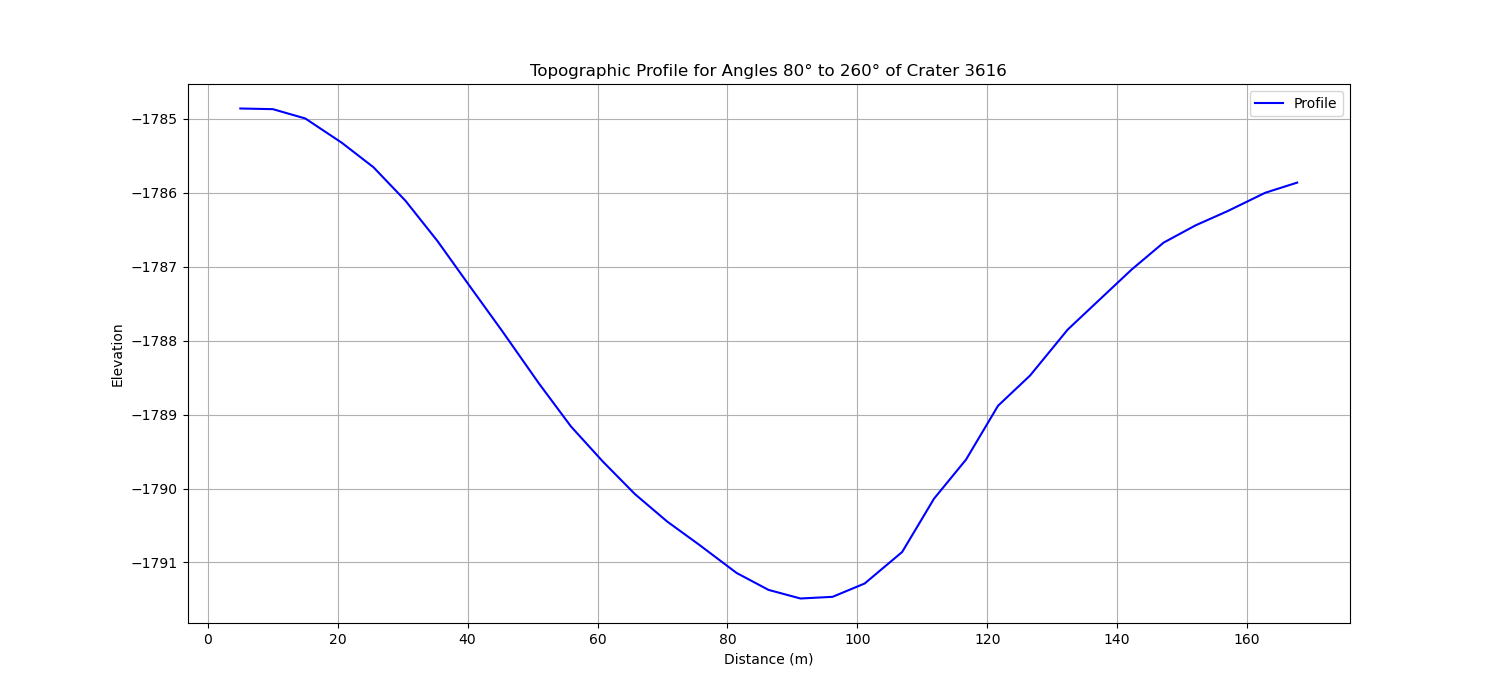 Topographic Profile for Angles 80° to 260° of Crater 3616
Profile
−1785
−1786
−1787
−1788
−1789
−1790
−1791
Elevation
0 20 40 60 80 100 120 140 160
Distance (m)